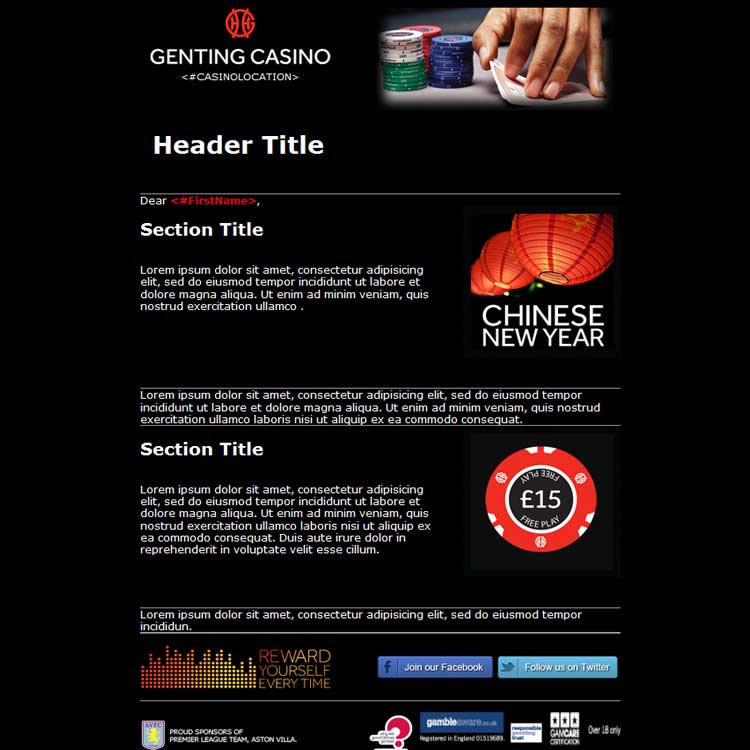 GENTING CASINO
<#CASINOLOCATION>
Header Title
Dear <#FirstName>,
Section Title
Lorem ipsum dolor sit amet, consectetur adipisicing
elit, sed do eiusmod tempor incididunt ut labore et
dolore magna aliqua. Ut enim ad minim veniam, quis
nostrud exercitation ullamco .
CHINESE
NEW YEAR
Lorem ipsum dolor sit amet, consectetur adipisicing elit, sed do eiusmod tempor
incididunt ut labore et dolore magna aliqua. Ut enim ad minim veniam, quis nostrud
exercitation ullamco laboris nisi ut aliquip ex ea commodo consequat.
Section Title
Lorem ipsum dolor sit amet, consectetur adipisicing
elit, sed do eiusmod tempor incididunt ut labore et
dolore magna aliqua. Ut enim ad minim veniam, quis
nostrud exercitation ullamco laboris nisi ut aliquip ex
ea commodo consequat. Duis aute irure dolor in
reprehenderit in voluptate velit esse cillum.
FREE PLAY
£15
FREE PLAY
Lorem ipsum dolor sit amet, consectetur adipisicing elit, sed do eiusmod tempor
incididun.
REWARD
YOURSELF
EVERY TIME
Join our Facebook
Follow us on Twitter
AVFC
PROUD SPONSORS OF
PREMIER LEAGUE TEAM, ASTON VILLA.
gambleaware.co.uk
Registered in England 01519689.
responsible
gambling
trust
GAMCARE
CERTIFICATION
Over 18 only